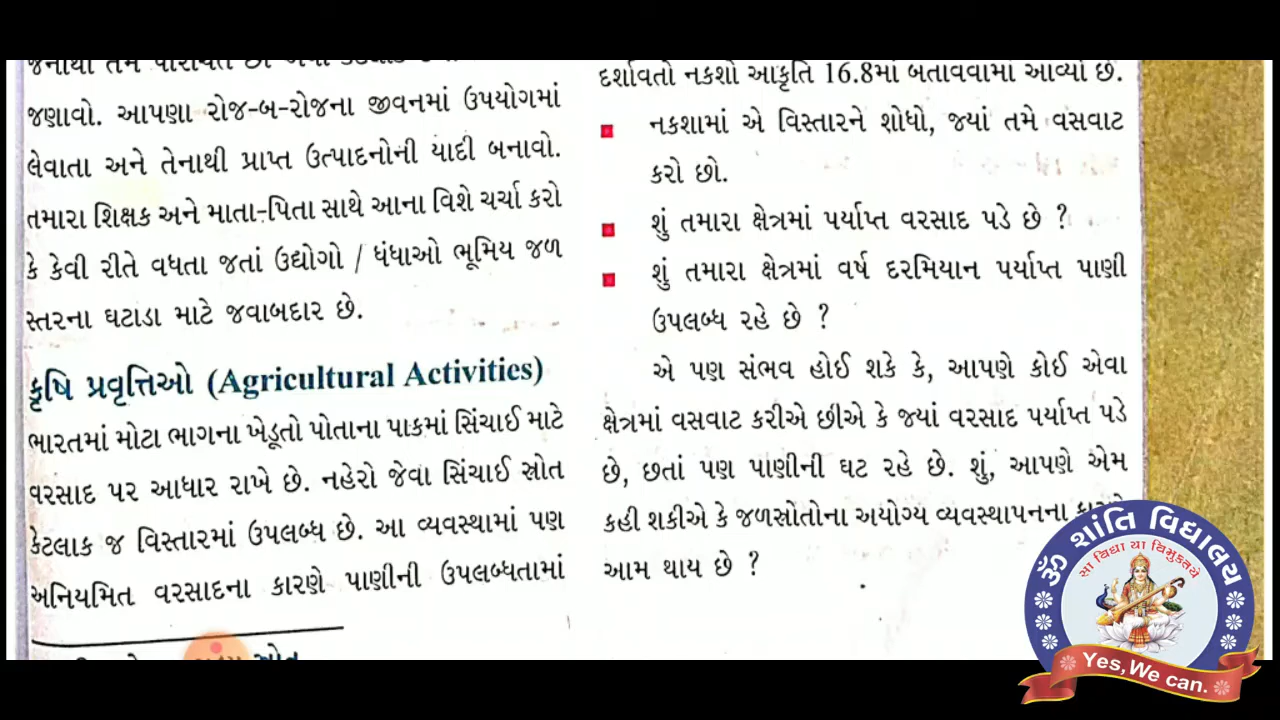 જણાવો. આપણા રોજ-બ-રોજના જીવનમાં ઉપયોગમાં
લેવાતા અને તેનાથી પ્રાપ્ત ઉત્પાદનોની યાદી બનાવો.
તમારા શિક્ષક અને માતા-પિતા સાથે આના વિશે ચર્ચા કરો
કે કેવી રીતે વધતા જતાં ઉદ્યોગો / ધંધાઓ ભૂમિય જળ
સ્તરના ઘટાડા માટે જવાબદાર છે.
કૃષિ પ્રવૃત્તિઓ (Agricultural Activities)
ભારતમાં મોટા ભાગના ખેડૂતો પોતાના પાકમાં સિંચાઈ માટે
વરસાદ પર આધાર રાખે છે. નહેરો જેવા સિંચાઈ સ્રોત
કેટલાક જ વિસ્તારમાં ઉપલબ્ધ છે. આ વ્યવસ્થામાં પણ
અનિયમિત વરસાદના કારણે પાણીની ઉપલબ્ધતામાં
દર્શાવતો નકશો આકૃતિ 16.8માં બતાવવામાં આવ્યો છે.
નકશામાં એ વિસ્તારને શોધો, જ્યાં તમે વસવાટ
કરો છો.
શું તમારા ક્ષેત્રમાં પર્યાપ્ત વરસાદ પડે છે ?
શું તમારા ક્ષેત્રમાં વર્ષ દરમિયાન પર્યાપ્ત પાણી
ઉપલબ્ધ રહે છે ?
એ પણ સંભવ હોઈ શકે કે, આપણે કોઈ એવા
ક્ષેત્રમાં વસવાટ કરીએ છીએ કે જ્યાં વરસાદ પર્યાપ્ત પડે
છે, છતાં પણ પાણીની ઘટ રહે છે. શું, આપણે એમ
કહી શકીએ કે જળસ્રોતોના અયોગ્ય વ્યવસ્થાપનના
આમ થાય છે ?
ૐ શાંતિ વિદ્યાલય
सा विद्या या विमुक्तये
Yes, We can.